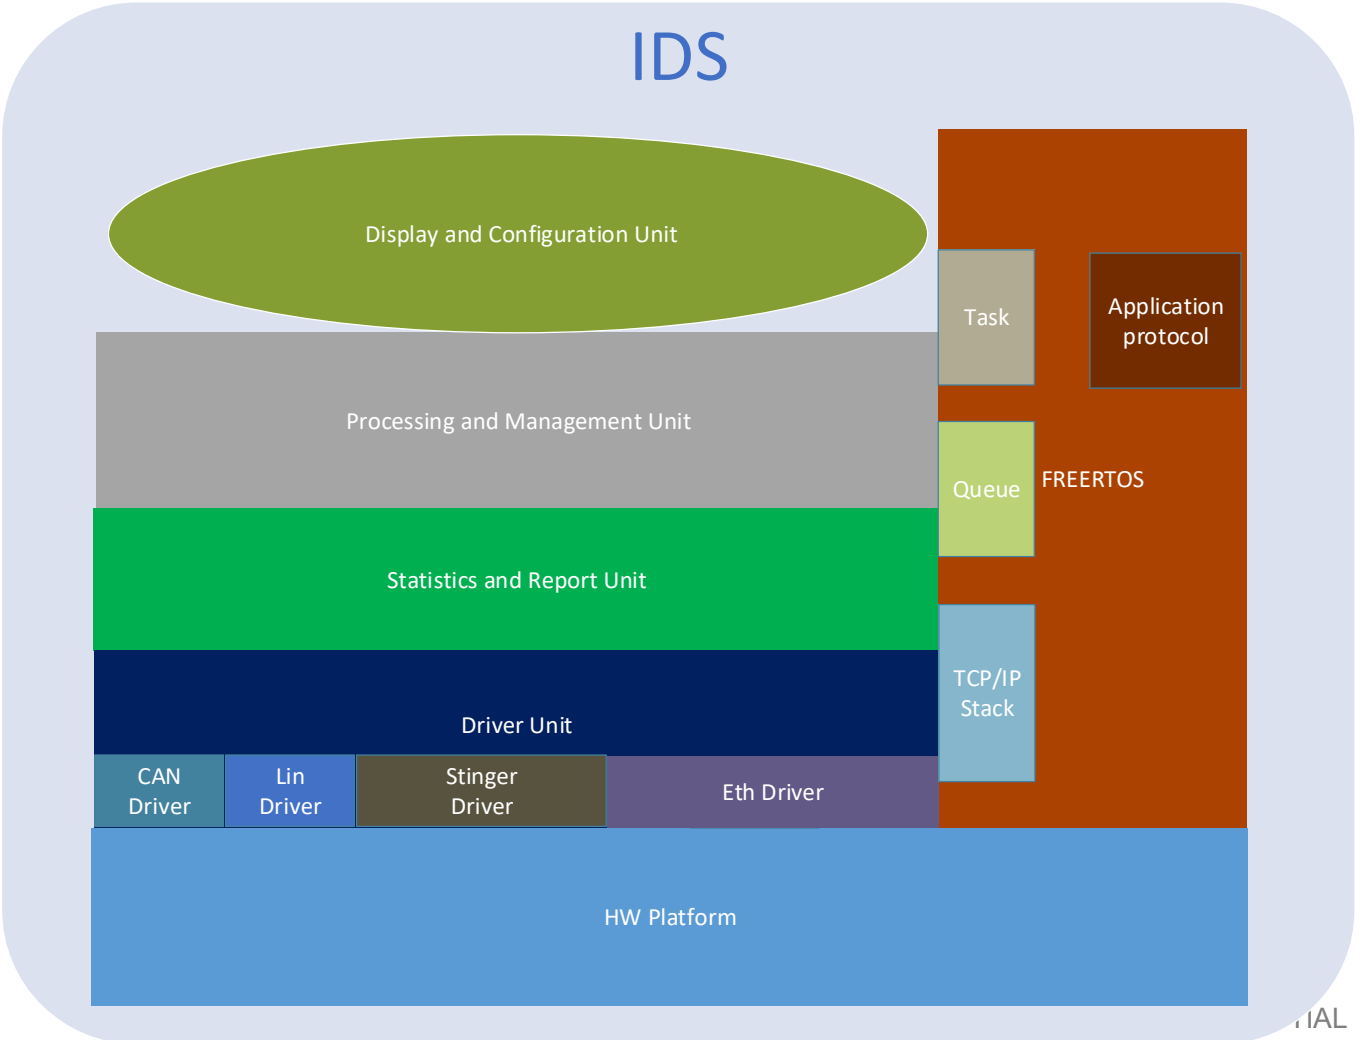 IDS
Display and Configuration Unit
Task
Application
protocol
Processing and Management Unit
Queue
FREERTOS
Statistics and Report Unit
TCP/IP
Stack
Driver Unit
CAN
Driver
Lin
Driver
Stinger
Driver
Eth Driver
HW Platform